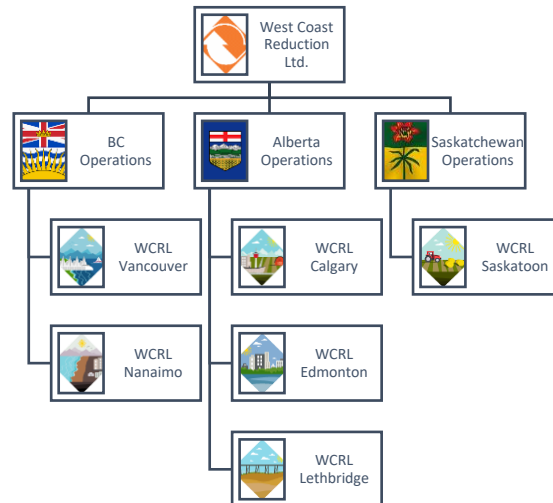 West Coast
Reduction
Ltd.
BC
Operations
Alberta
Operations
Saskatchewan
Operations
WCRL
Vancouver
WCRL
Calgary
WCRL
Saskatoon
WCRL
Nanaimo
WCRL
Edmonton
WCRL
Lethbridge